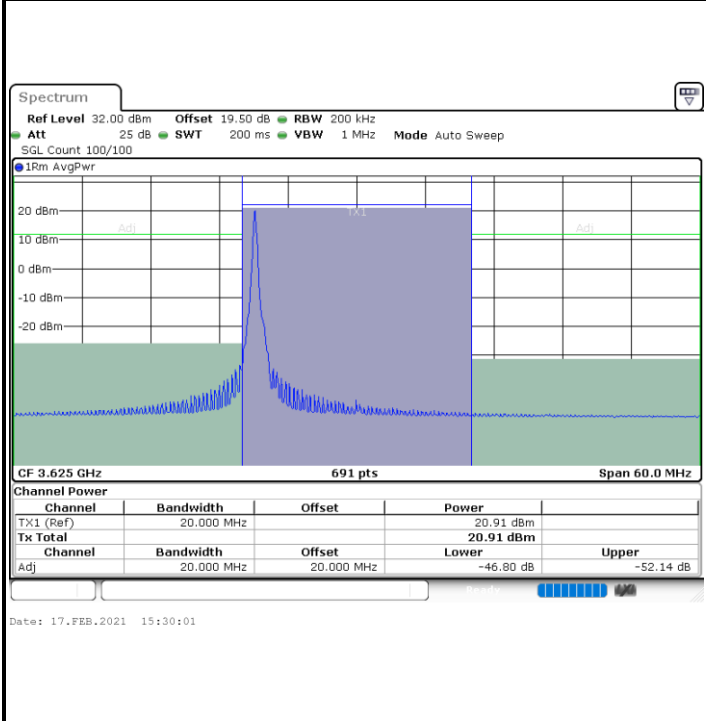 Spectrum
Ref Level 32.00 dBm Offset 19.50 dB RBW 200 kHz
Att 25 dB SWT 200 ms VBW 1 MHz Mode Auto Sweep
SGL Count 100/100
1Rm AvgPwr
TX1
20 dBm
Adj Adj
10 dBm
0 dBm
-10 dBm
-20 dBm
CF 3.625 GHz 691 pts Span 60.0 MHz
Channel Power
Channel Bandwidth Offset Power
TX1 (Ref) 20.000 MHz 20.91 dBm
Tx Total 20.91 dBm
Channel Bandwidth Offset Lower Upper
Adj 20.000 MHz 20.000 MHz -46.80 dB -52.14 dB
Ready
Date: 17.FEB.2021 15:30:01